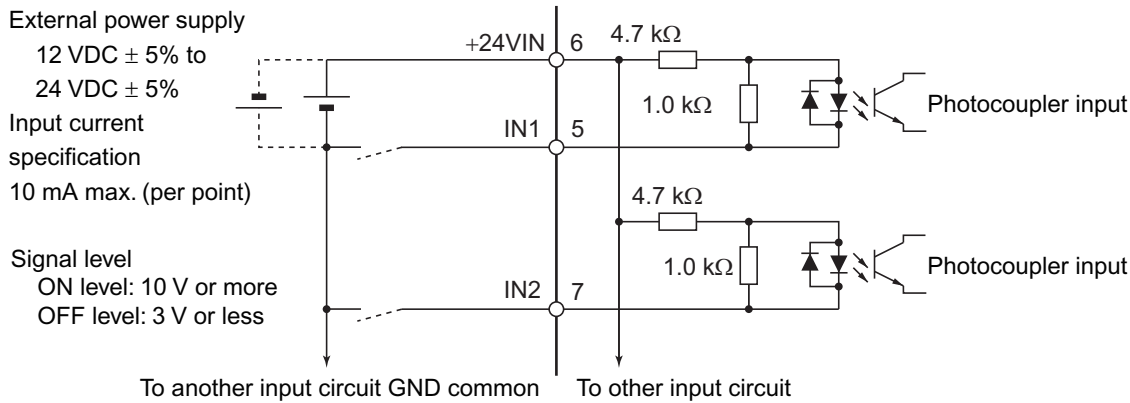 External power supply
12 VDC ± 5% to
24 VDC ± 5%
Input current
specification
10 mA max. (per point)
Signal level
ON level: 10 V or more
OFF level: 3 V or less
+24VIN 6
4.7 kΩ
1.0 kΩ
Photocoupler input
IN1 5
4.7 kΩ
1.0 kΩ
Photocoupler input
IN2 7
To another input circuit GND common
To other input circuit